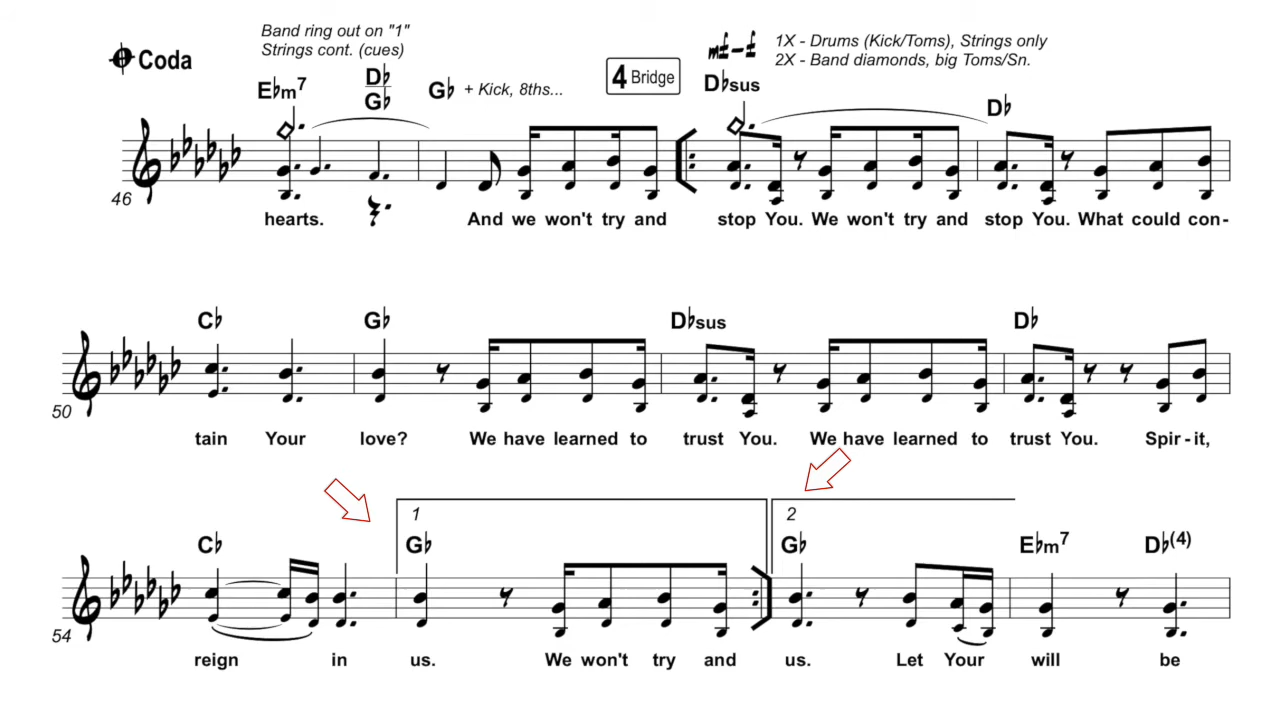 Band ring out on "1"
Strings cont. (cues)
Coda
E♭m7 D♭/G♭ G♭ + Kick, 8ths...
4 Bridge
mf-f
1X - Drums (Kick/Toms), Strings only
2X - Band diamonds, big Toms/Sn.
D♭sus D♭
46
hearts. And we won't try and stop You. We won't try and stop You. What could con-
C♭ G♭ D♭sus D♭
50
tain Your love? We have learned to trust You. We have learned to trust You. Spir - it,
1 2
C♭ G♭ G♭ E♭m7 D♭(4)
54
reign in us. We won't try and us. Let Your will be